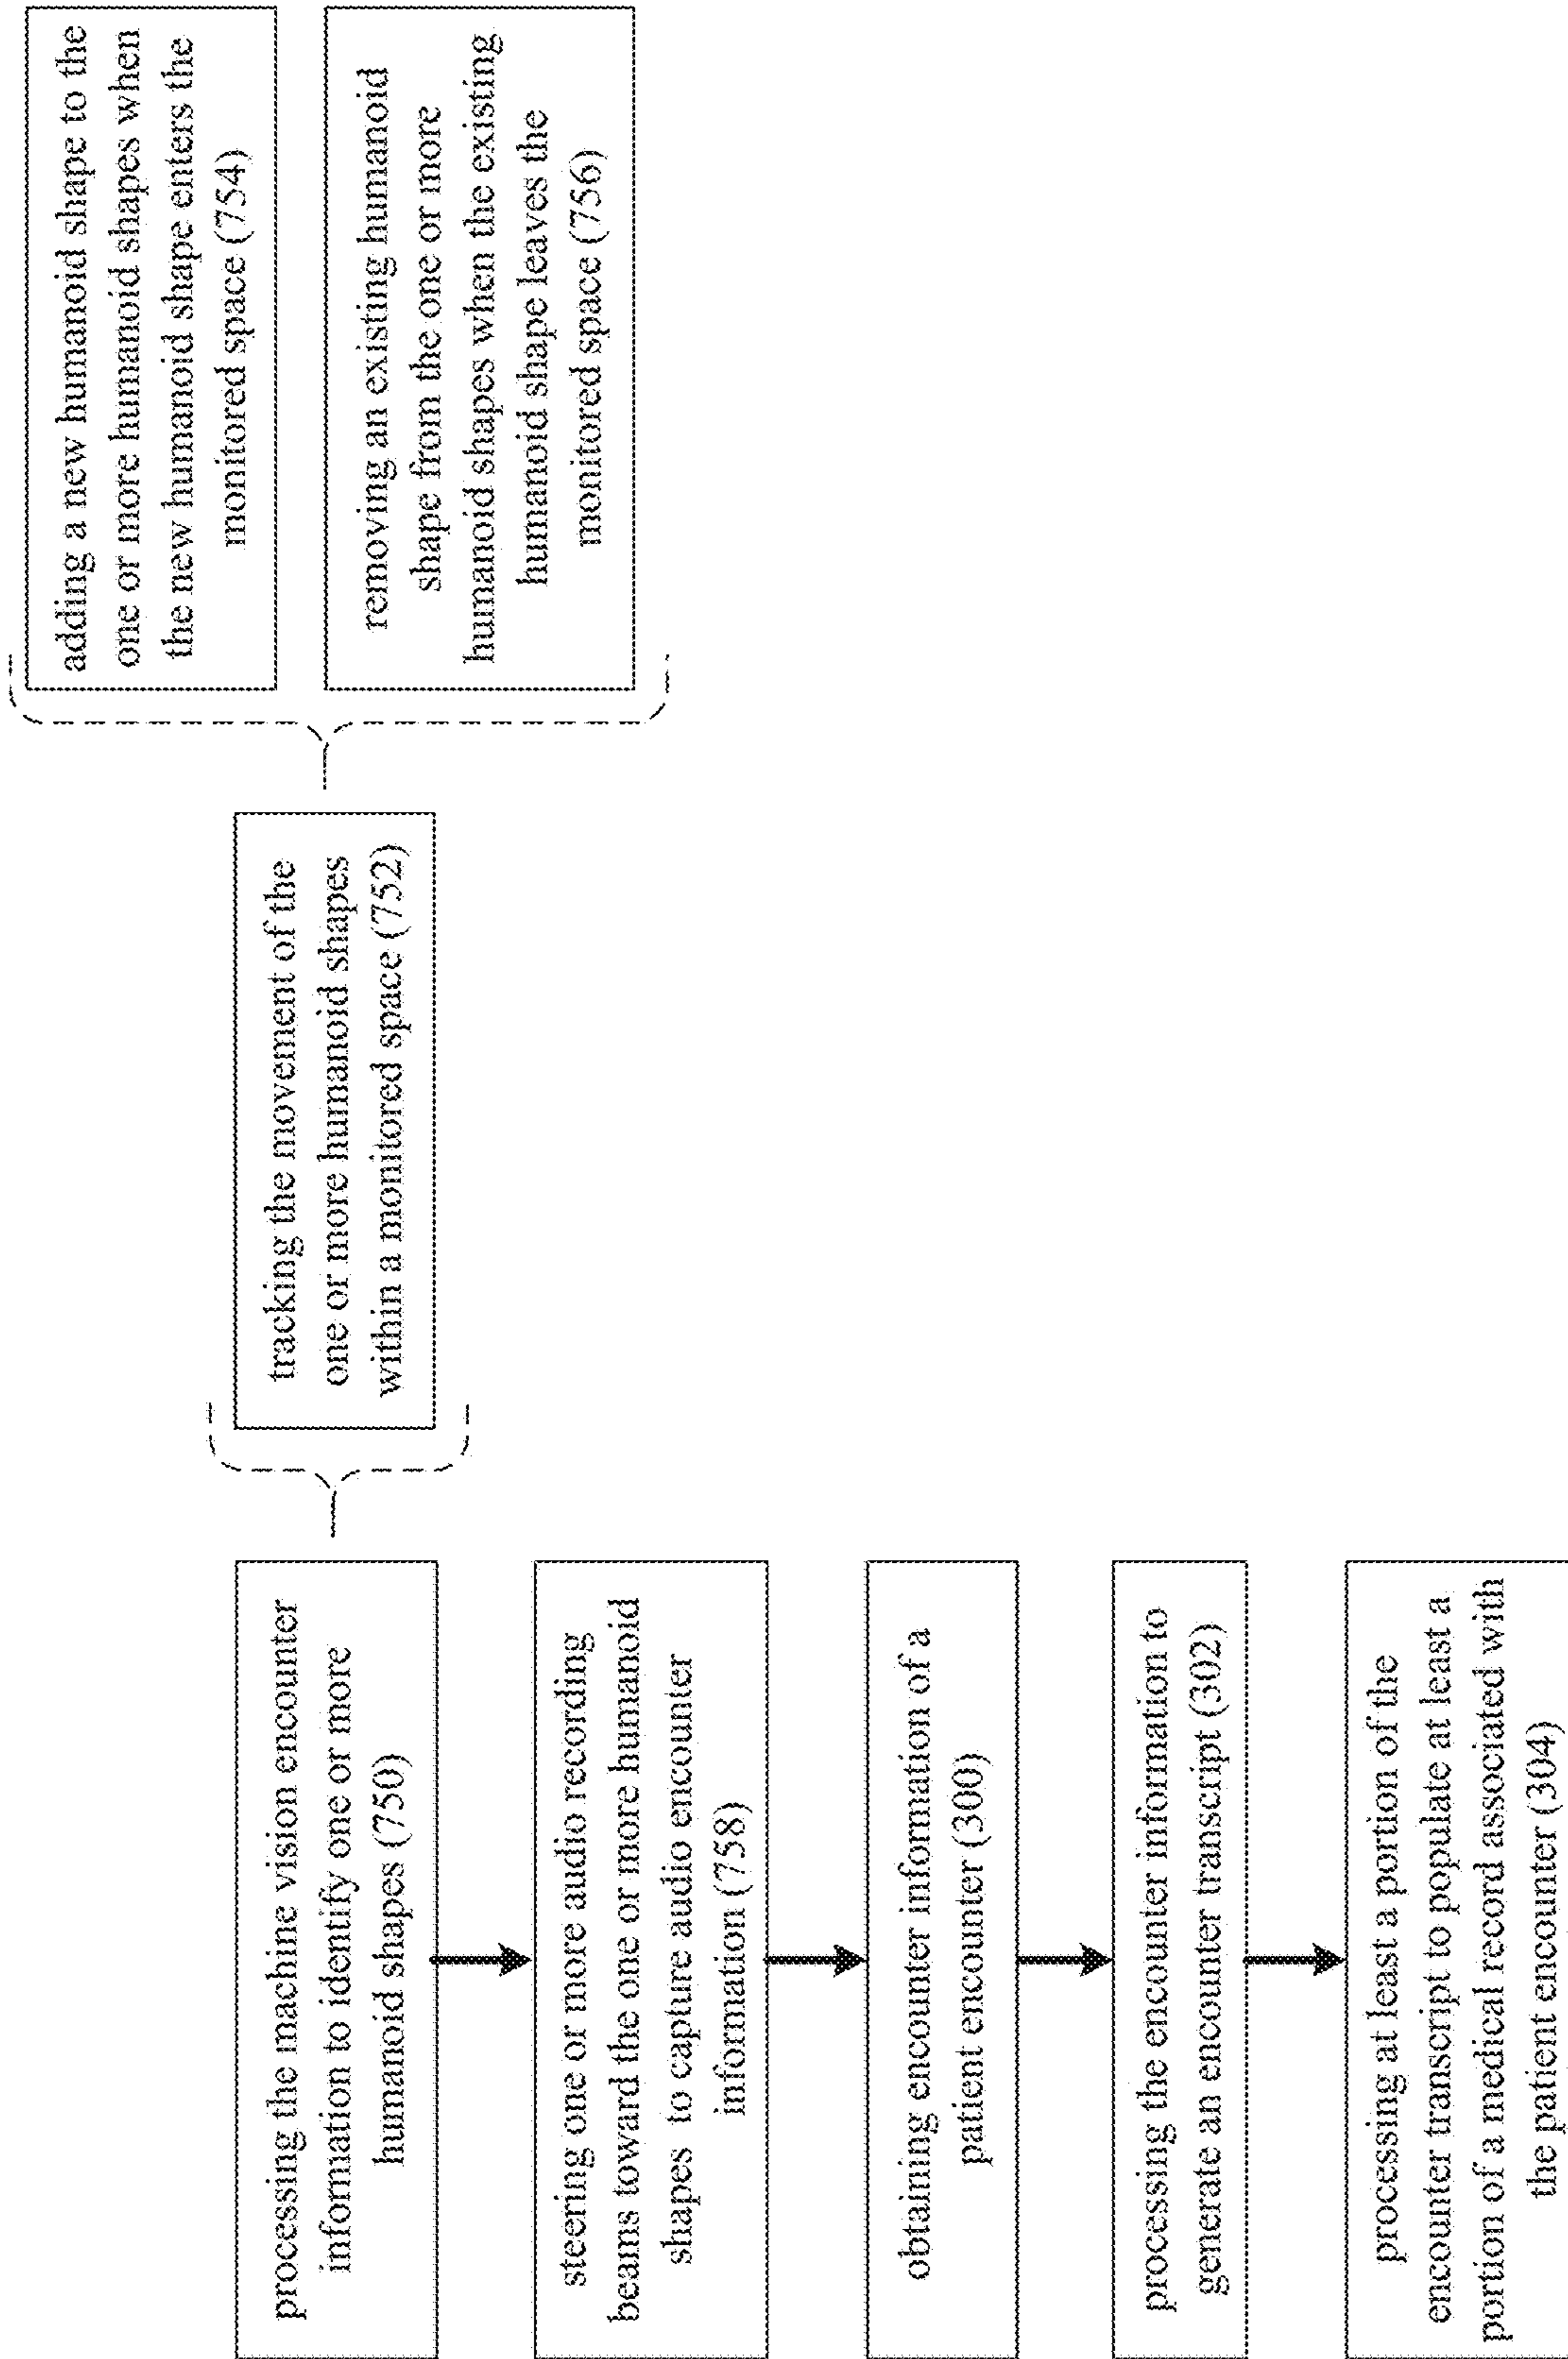 processing the machine vision encounter
information to identify one or more
humanoid shapes (750)
tracking the movement of the
one or more humanoid shapes
within a monitored space (752)
adding a new humanoid shape to the
one or more humanoid shapes when
the new humanoid shape enters the
monitored space (754)
removing an existing humanoid
shape from the one or more
humanoid shapes when the existing
humanoid shape leaves the
monitored space (756)
steering one or more audio recording
beams toward the one or more humanoid
shapes to capture audio encounter
information (758)
obtaining encounter information of a
patient encounter (300)
processing the encounter information to
generate an encounter transcript (302)
processing at least a portion of the
encounter transcript to populate at least a
portion of a medical record associated with
the patient encounter (304)